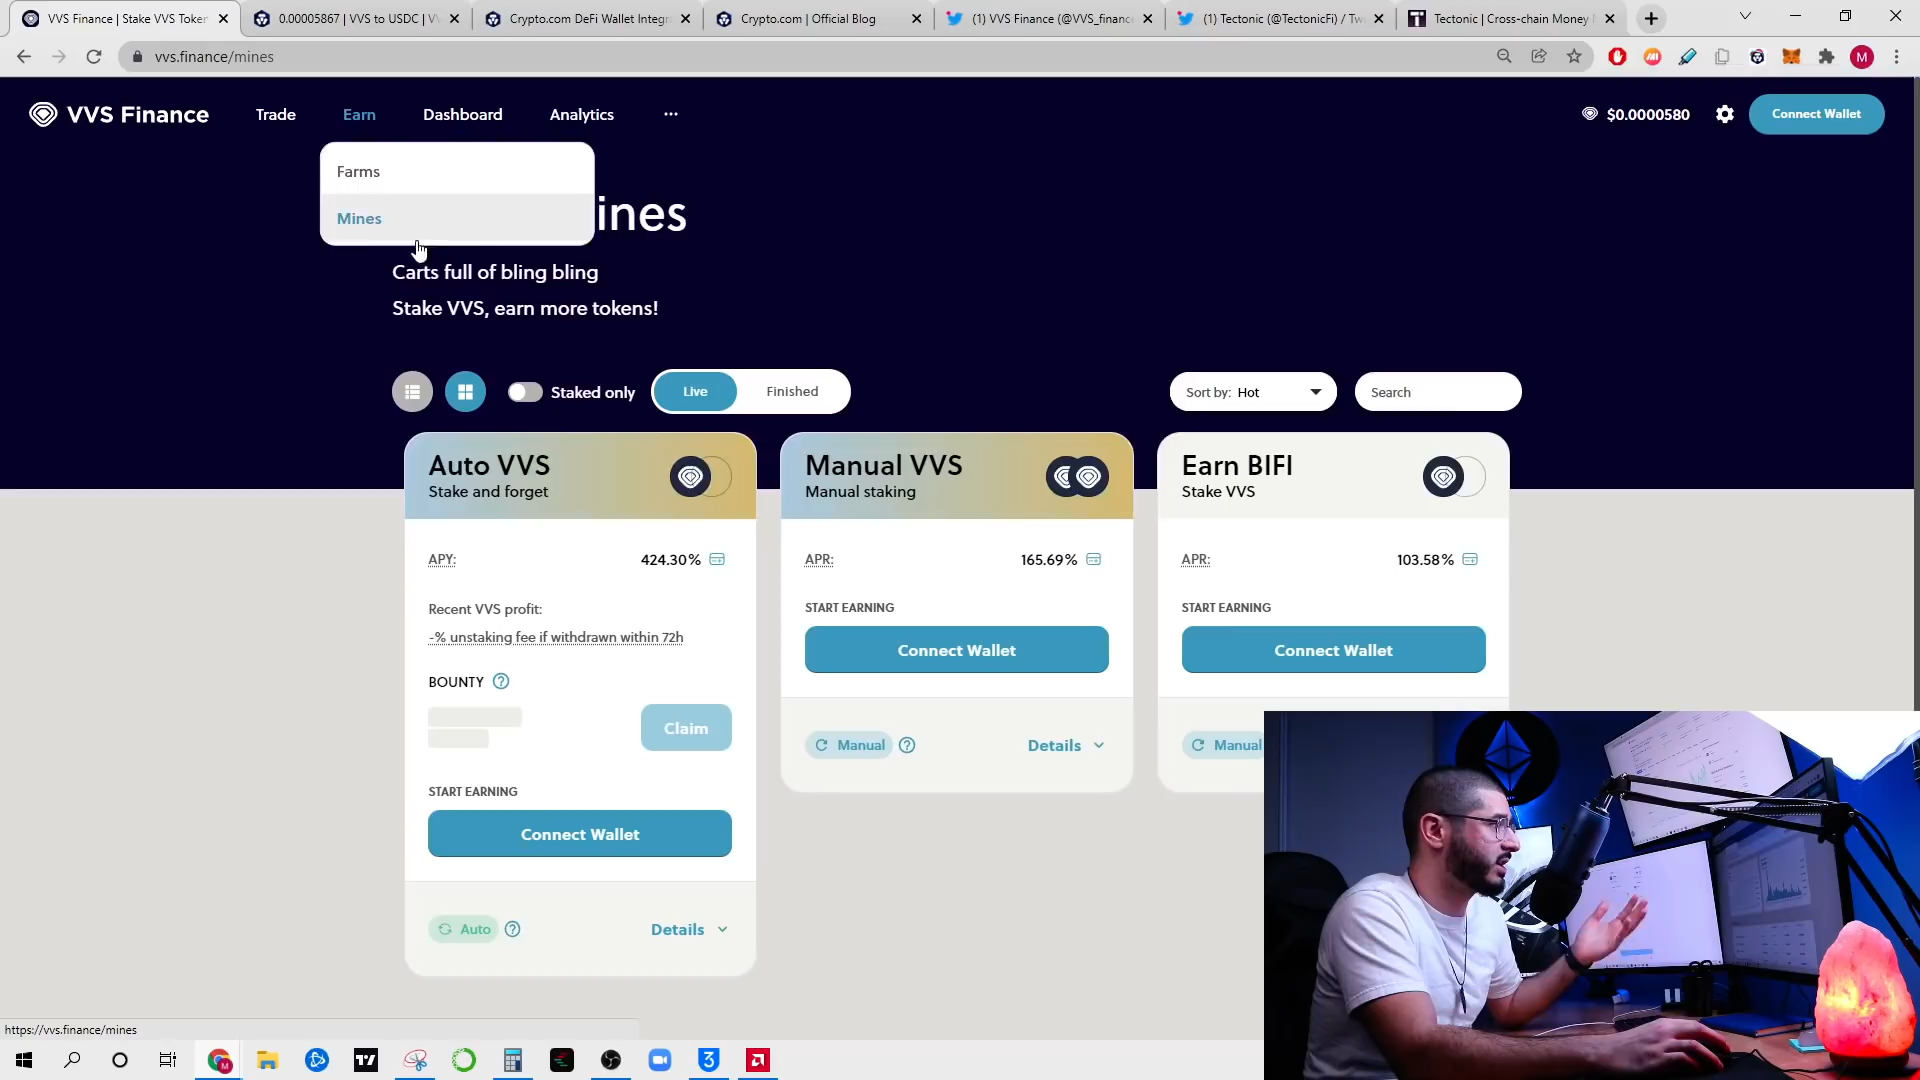 VVS Finance | Stake VVS Token
0.00005867 | VVS to USDC | VV
Crypto.com DeFi Wallet Integr
Crypto.com | Official Blog
(1) VVS Finance (@VVS_finance
(1) Tectonic (@TectonicFi) / Tw
Tectonic | Cross-chain Money
vvs.finance/mines
M
VVS Finance
Trade
Earn
Dashboard
Analytics
$0.0000580
Connect Wallet
Farms
Mines
ines
Carts full of bling bling
Stake VVS, earn more tokens!
Staked only
Live
Finished
Sort by: Hot
Search
Auto VVS
Stake and forget
APY:
424.30%
Recent VVS profit:
-% unstaking fee if withdrawn within 72h
BOUNTY
Claim
START EARNING
Connect Wallet
Auto
Details
Manual VVS
Manual staking
APR:
165.69%
START EARNING
Connect Wallet
Manual
Details
Earn BIFI
Stake VVS
APR:
103.58%
START EARNING
Connect Wallet
Manual
https://vvs.finance/mines